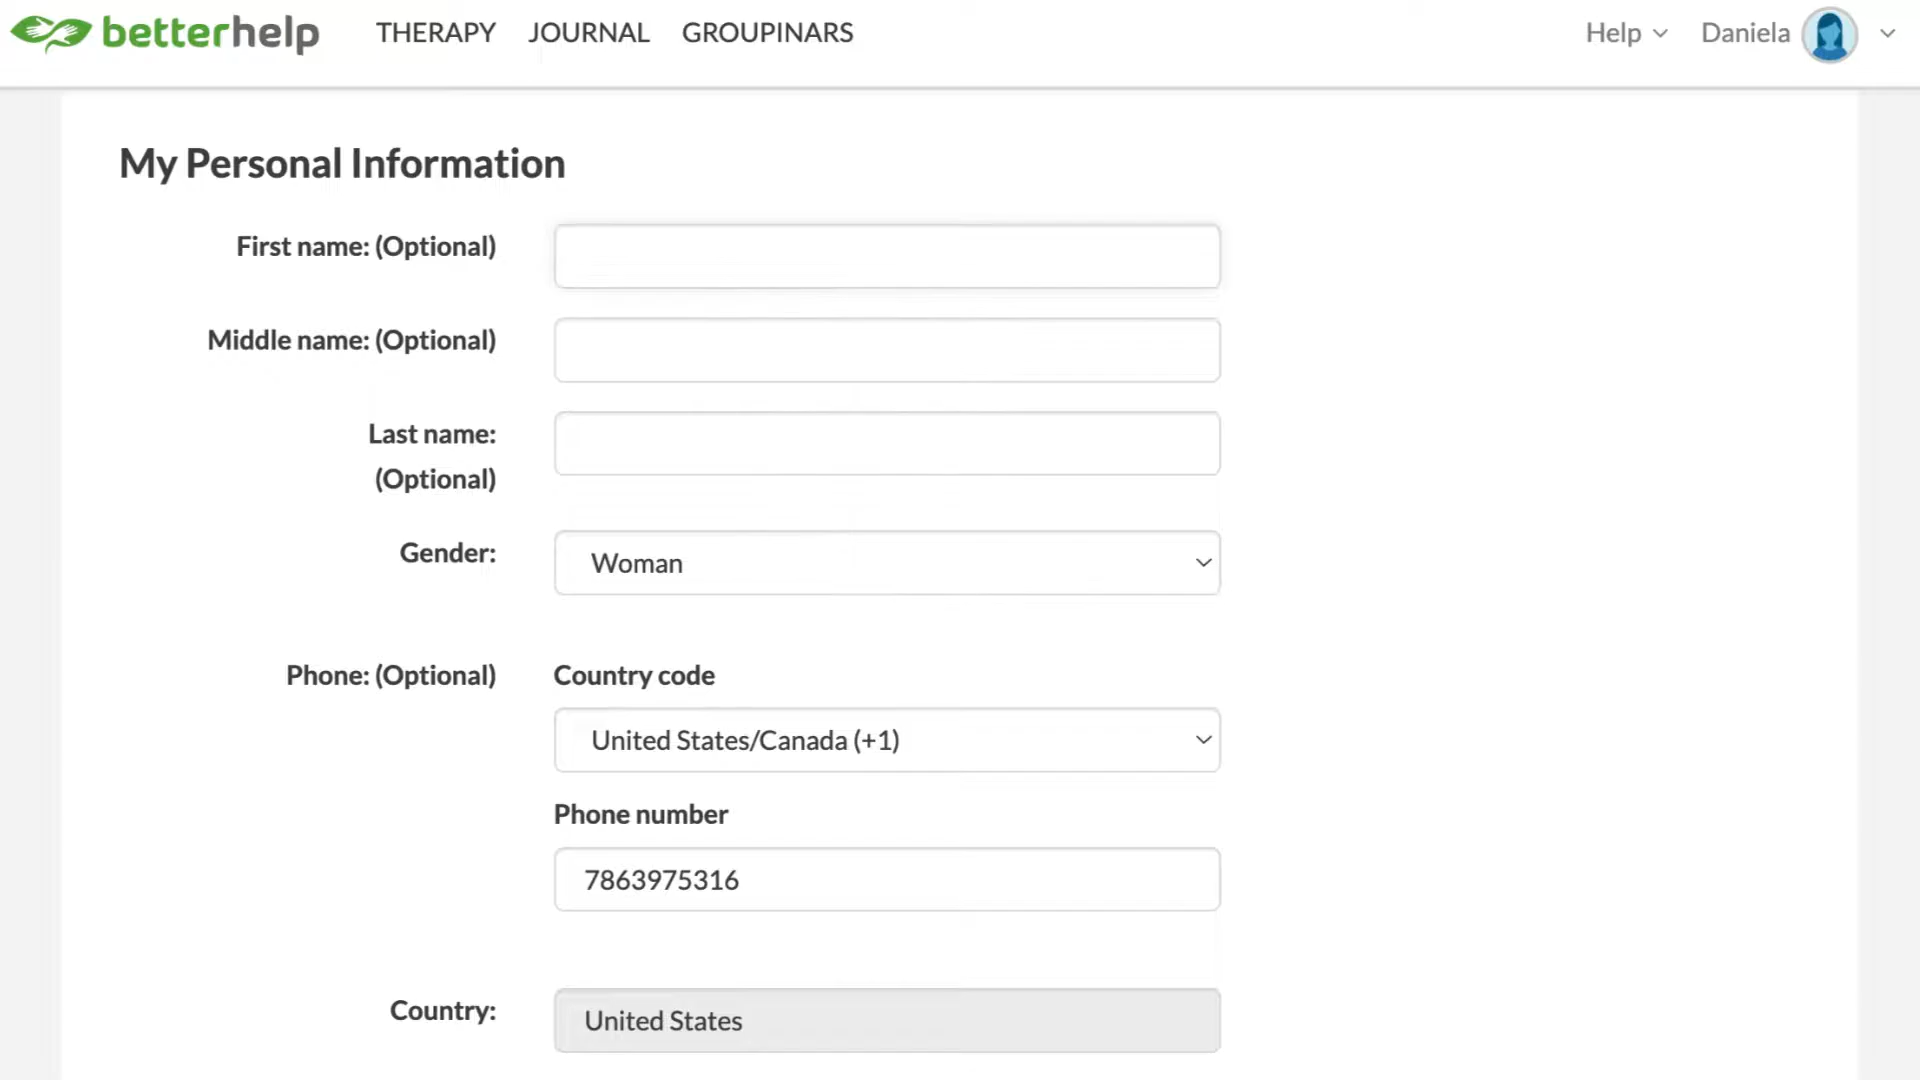 betterhelp THERAPY JOURNAL GROUPINARS Help Daniela
My Personal Information
First name: (Optional)
Middle name: (Optional)
Last name:
(Optional)
Gender: Woman
Phone: (Optional) Country code
United States/Canada (+1)
Phone number
7863975316
Country: United States